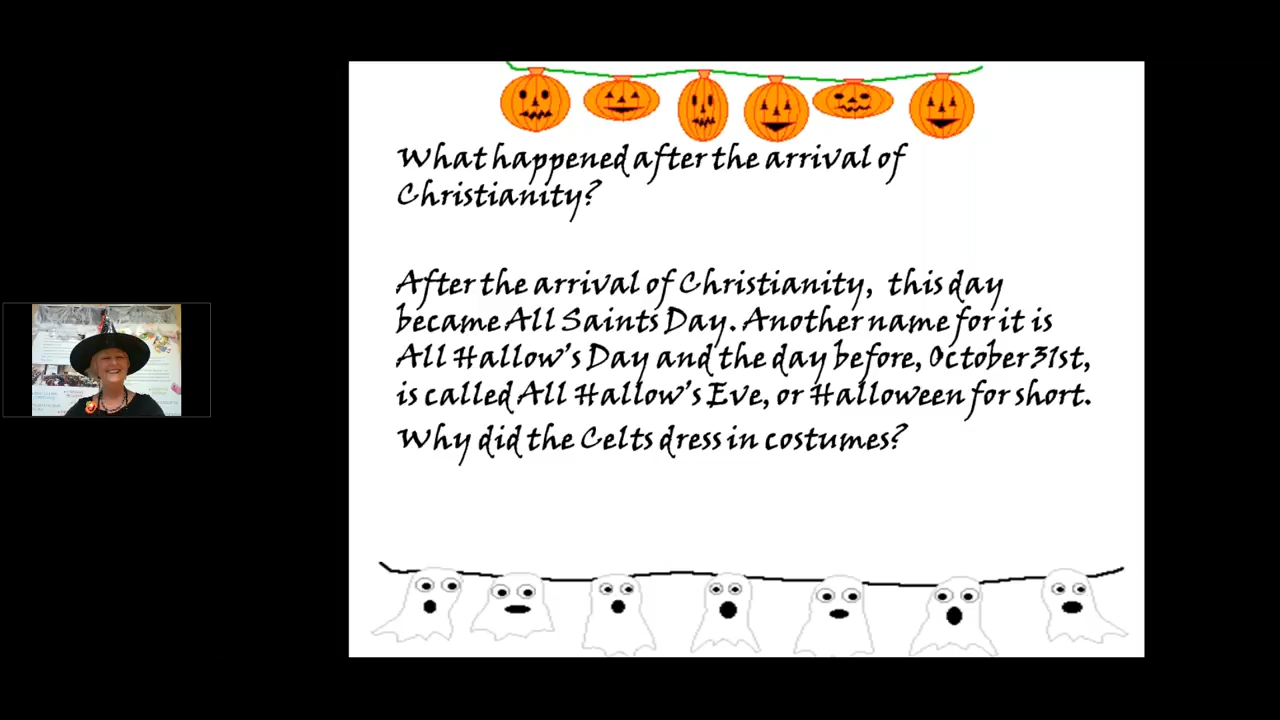 What happened after the arrival of
Christianity?
After the arrival of Christianity, this day
became All Saints Day. Another name for it is
All Hallow's Day and the day before, October 31st,
is called All Hallow's Eve, or Halloween for short.
Why did the Celts dress in costumes?